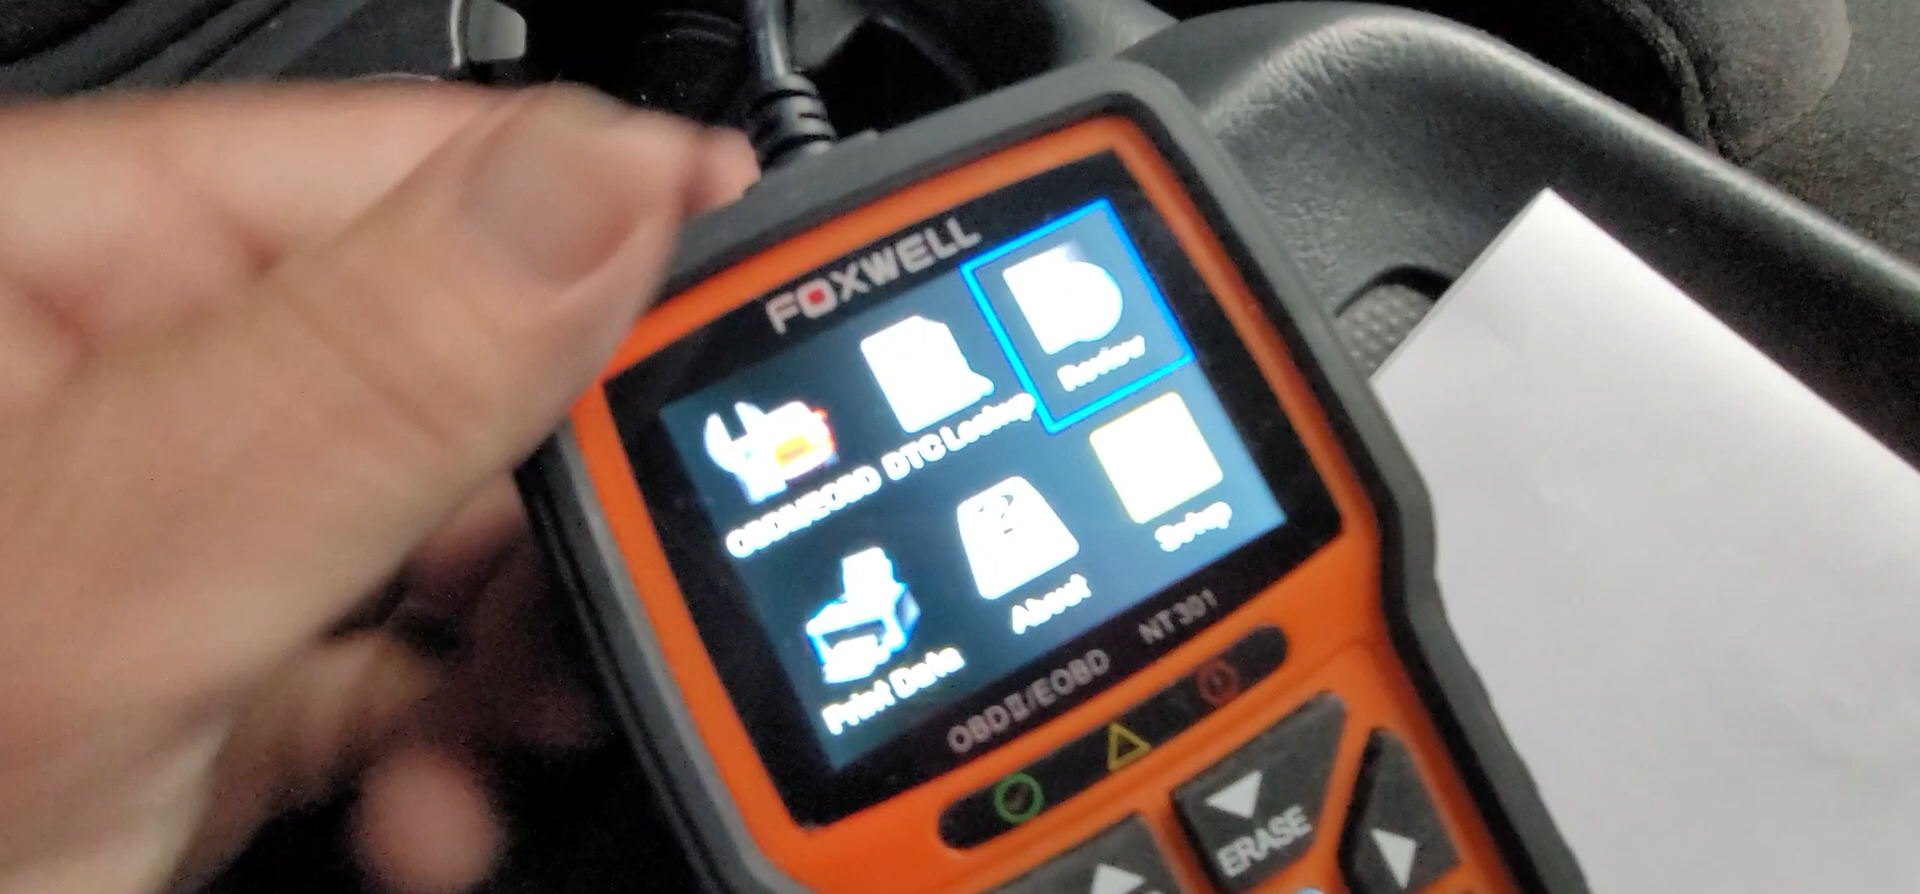 FOXWELL
OBDII/EOBD
DTC Lookup
Review
Print Data
About
Setup
OBDII/EOBD
NT301
ERASE